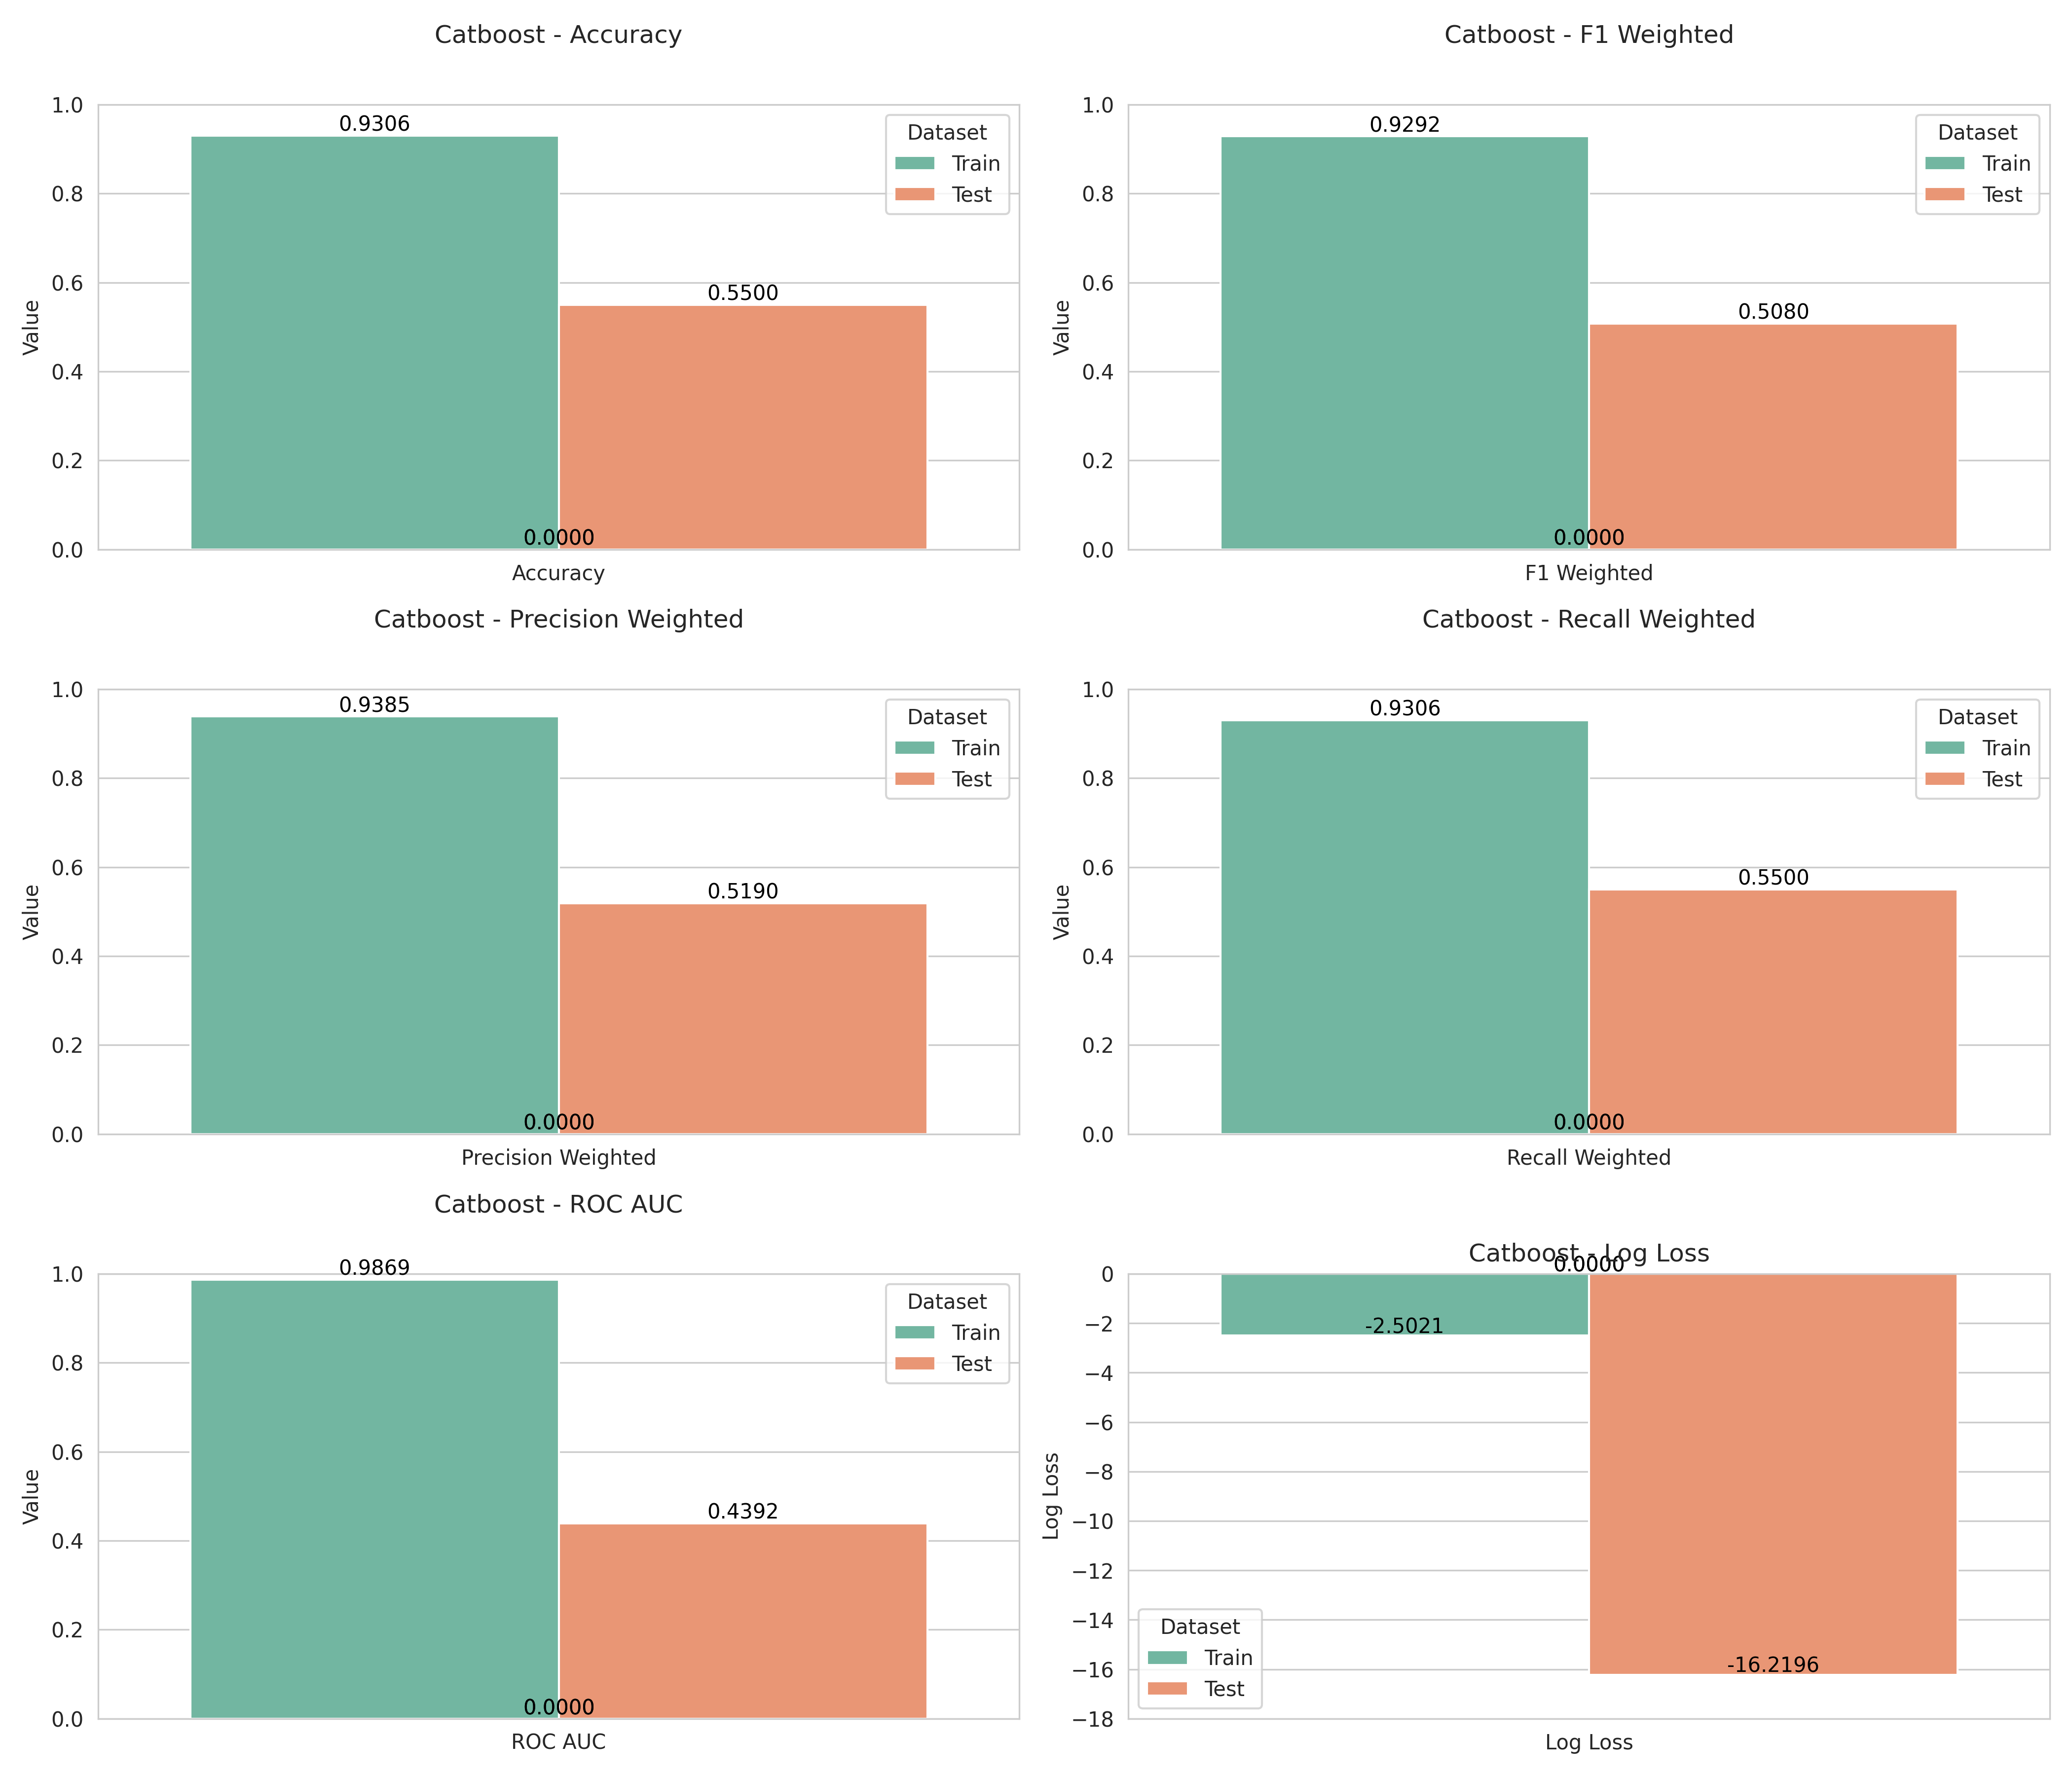 Catboost - Accuracy
1.0
0.8
0.6
0.4
0.2
0.0
Value
0.9306
0.5500
0.0000
Dataset
Train
Test
Accuracy
Catboost - F1 Weighted
1.0
0.8
0.6
0.4
0.2
0.0
Value
0.9292
0.5080
0.0000
Dataset
Train
Test
F1 Weighted
Catboost - Precision Weighted
1.0
0.8
0.6
0.4
0.2
0.0
Value
0.9385
0.5190
0.0000
Dataset
Train
Test
Precision Weighted
Catboost - Recall Weighted
1.0
0.8
0.6
0.4
0.2
0.0
Value
0.9306
0.5500
0.0000
Dataset
Train
Test
Recall Weighted
Catboost - ROC AUC
1.0
0.8
0.6
0.4
0.2
0.0
Value
0.9869
0.4392
0.0000
Dataset
Train
Test
ROC AUC
Catboost - Log Loss
0.0000
0
−2
−4
−6
−8
−10
−12
−14
−16
−18
Log Loss
-2.5021
-16.2196
Dataset
Train
Test
Log Loss